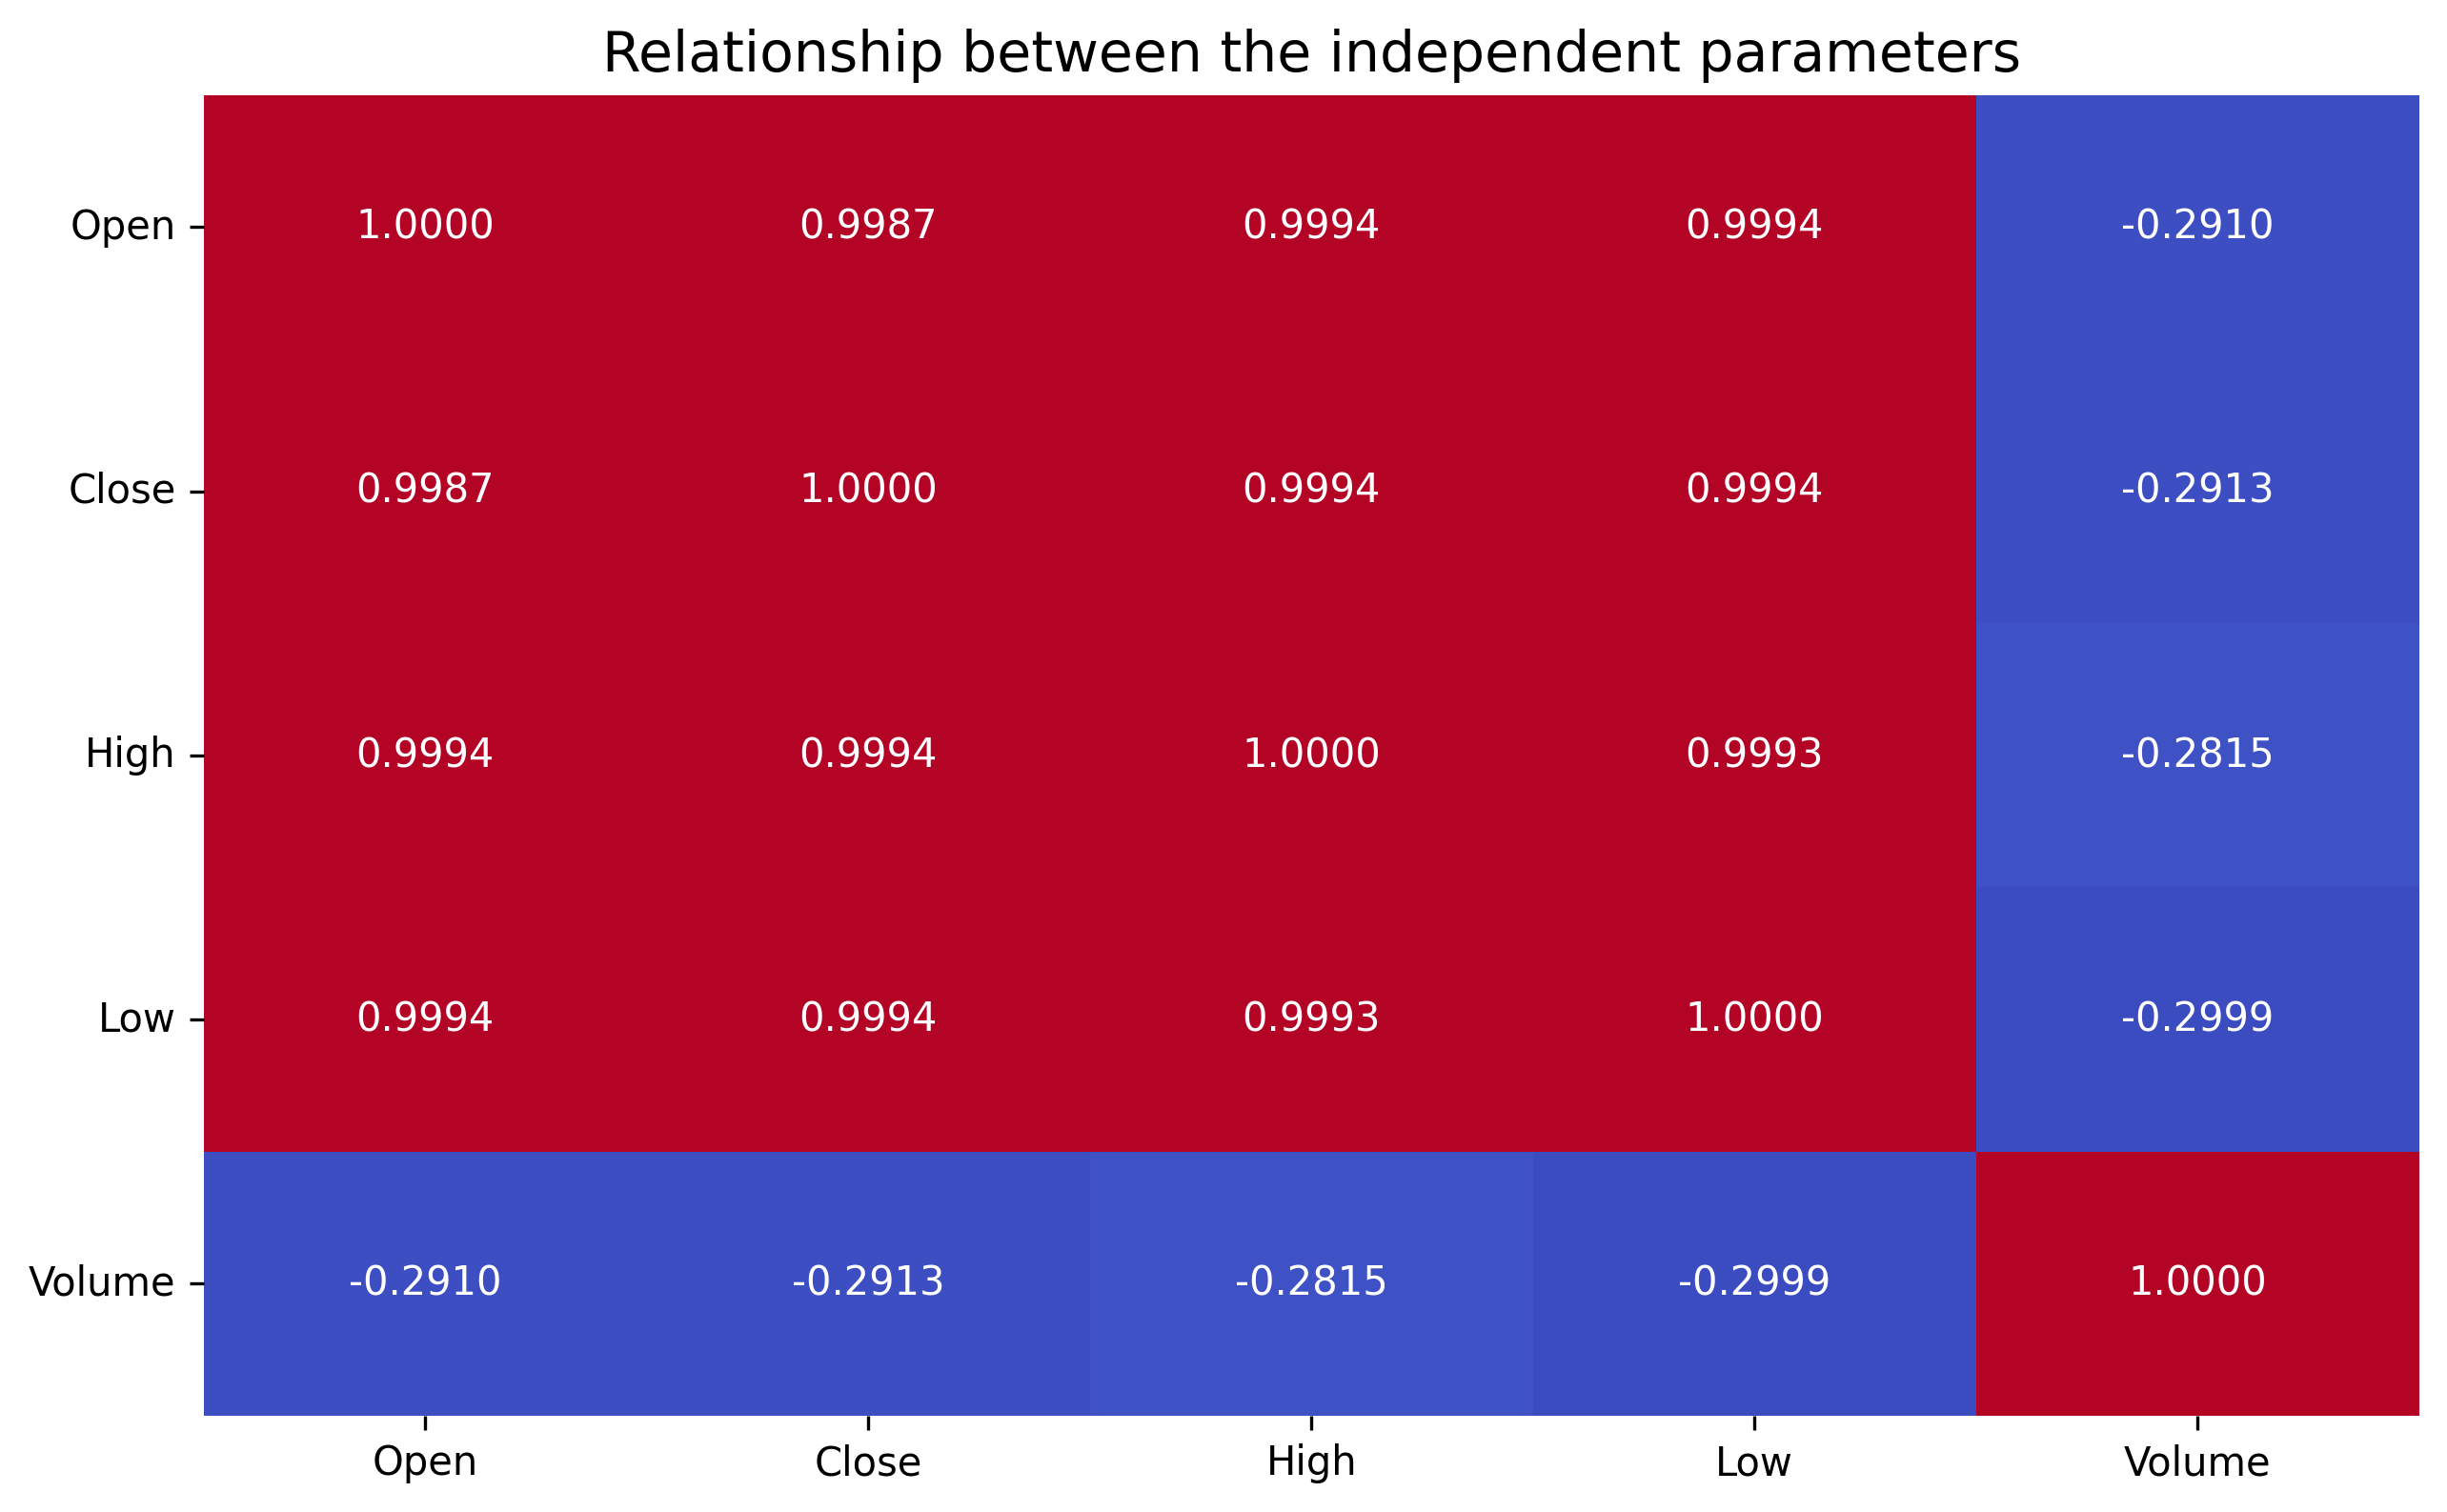 Relationship between the independent parameters
Open 1.0000 0.9987 0.9994 0.9994 -0.2910
Close 0.9987 1.0000 0.9994 0.9994 -0.2913
High 0.9994 0.9994 1.0000 0.9993 -0.2815
Low 0.9994 0.9994 0.9993 1.0000 -0.2999
Volume -0.2910 -0.2913 -0.2815 -0.2999 1.0000
Open Close High Low Volume